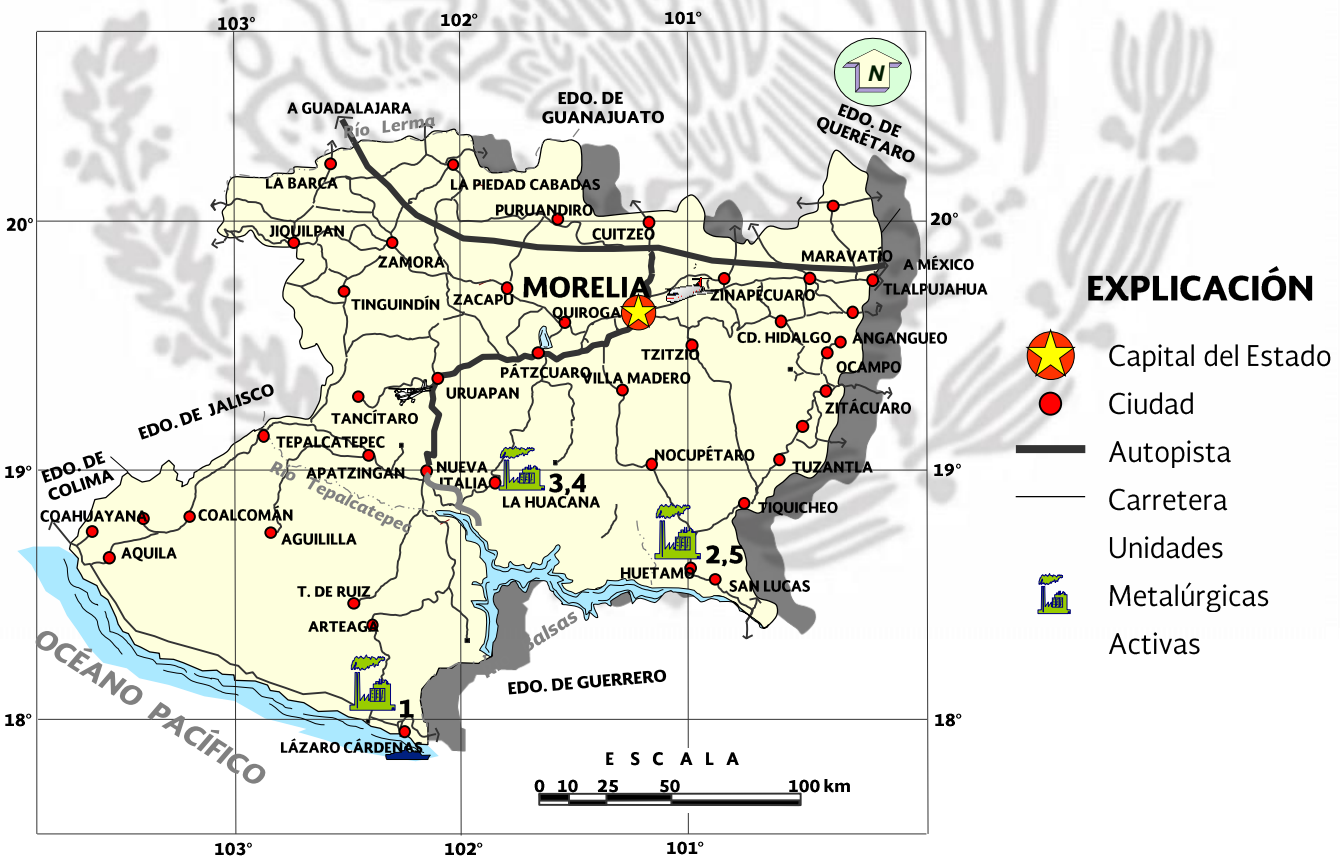 103°
102°
101°
N
A GUADALAJARA
Río Lerma
EDO. DE
GUANAJUATO
EDO. DE
QUERÉTARO
LA BARCA
LA PIEDAD CABADAS
PURUANDIRO
20°
20°
JIQUILPAN
CUITZEO
ZAMORA
MARAVATÍO
A MÉXICO
TLALPUJAHUA
MORELIA
TINGUINDÍN
ZACAPU
ZINAPÉCUARO
QUIROGA
CD. HIDALGO
ANGANGUEO
TZITZIO
OCAMPO
PÁTZCUARO
VILLA MADERO
URUAPAN
ZITÁCUARO
EDO. DE JALISCO
TANCÍTARO
TEPALCATEPEC
EDO. DE
COLIMA
APATZINGAN
NUEVA
ITALIA
NOCUPÉTARO
19°
19°
TUZANTLA
Río Tepalcatepec
3,4
LA HUACANA
COAHUAYANA
COALCOMÁN
TIQUICHEO
AGUILILLA
AQUILA
2,5
HUETAMO
SAN LUCAS
T. DE RUIZ
ARTEAGA
Balsas
OCÉANO PACÍFICO
EDO. DE GUERRERO
1
18°
18°
LÁZARO CÁRDENAS
ESCALA
0 10 25 50 100 km
103°
102°
101°
EXPLICACIÓN
Capital del Estado
Ciudad
Autopista
Carretera
Unidades
Metalúrgicas
Activas